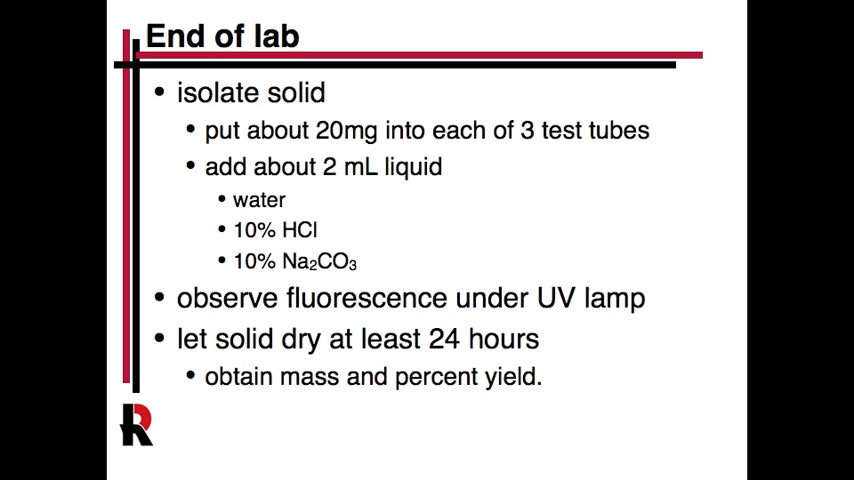 End of lab
• isolate solid
• put about 20mg into each of 3 test tubes
• add about 2 mL liquid
• water
• 10% HCl
• 10% Na₂CO₃
• observe fluorescence under UV lamp
• let solid dry at least 24 hours
• obtain mass and percent yield.